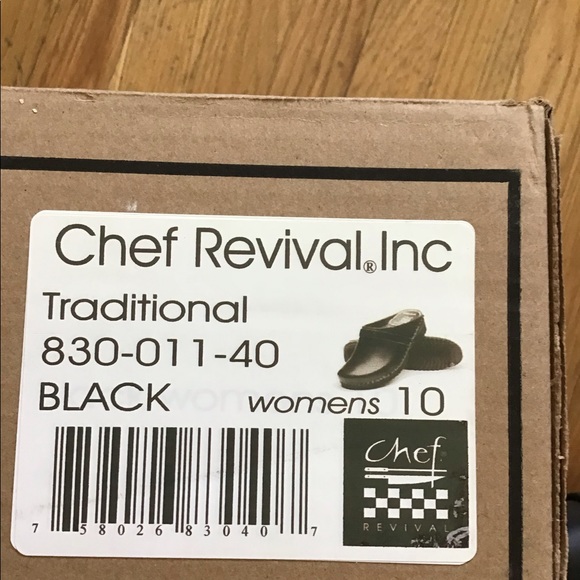 Chef Revival® Inc
Traditional
830-011-40
BLACK womens 10
7 58026 83040 7
Chef
REVIVAL